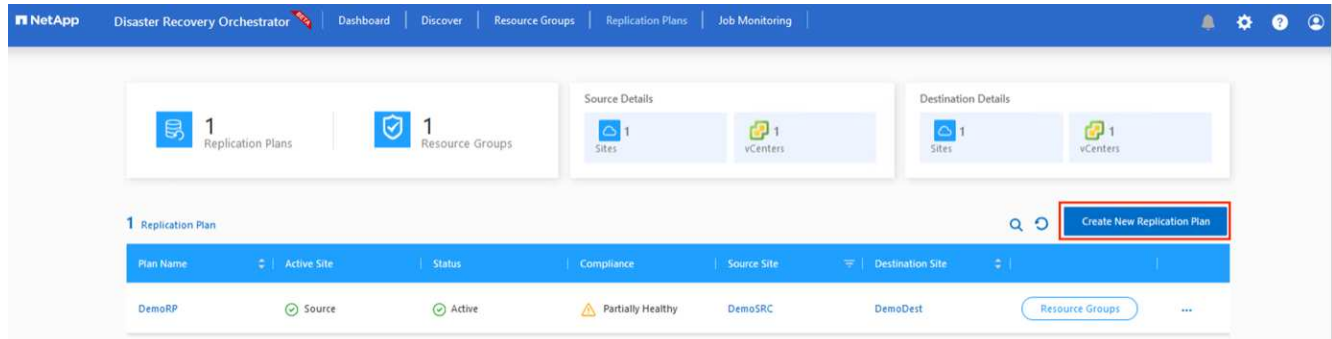 NetApp
Disaster Recovery Orchestrator
Dashboard
Discover
Resource Groups
Replication Plans
Job Monitoring
1
Replication Plans
1
Resource Groups
Source Details
1
Sites
1
vCenters
Destination Details
1
Sites
1
vCenters
1 Replication Plan
Create New Replication Plan
Plan Name
Active Site
Status
Compliance
Source Site
Destination Site
DemoRP
Source
Active
Partially Healthy
DemoSRC
DemoDest
Resource Groups
...